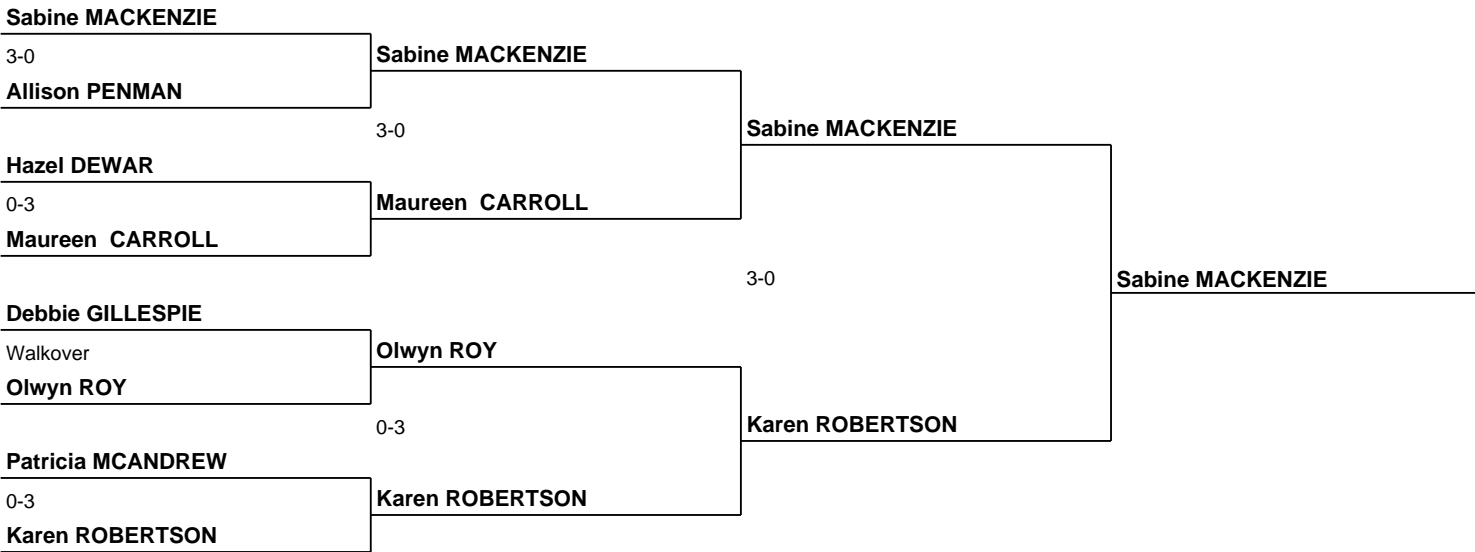 Sabine MACKENZIE
3-0
Sabine MACKENZIE
Allison PENMAN
3-0
Sabine MACKENZIE
Hazel DEWAR
0-3
Maureen  CARROLL
Maureen  CARROLL
3-0
Sabine MACKENZIE
Debbie GILLESPIE
Walkover
Olwyn ROY
Olwyn ROY
0-3
Karen ROBERTSON
Patricia MCANDREW
0-3
Karen ROBERTSON
Karen ROBERTSON